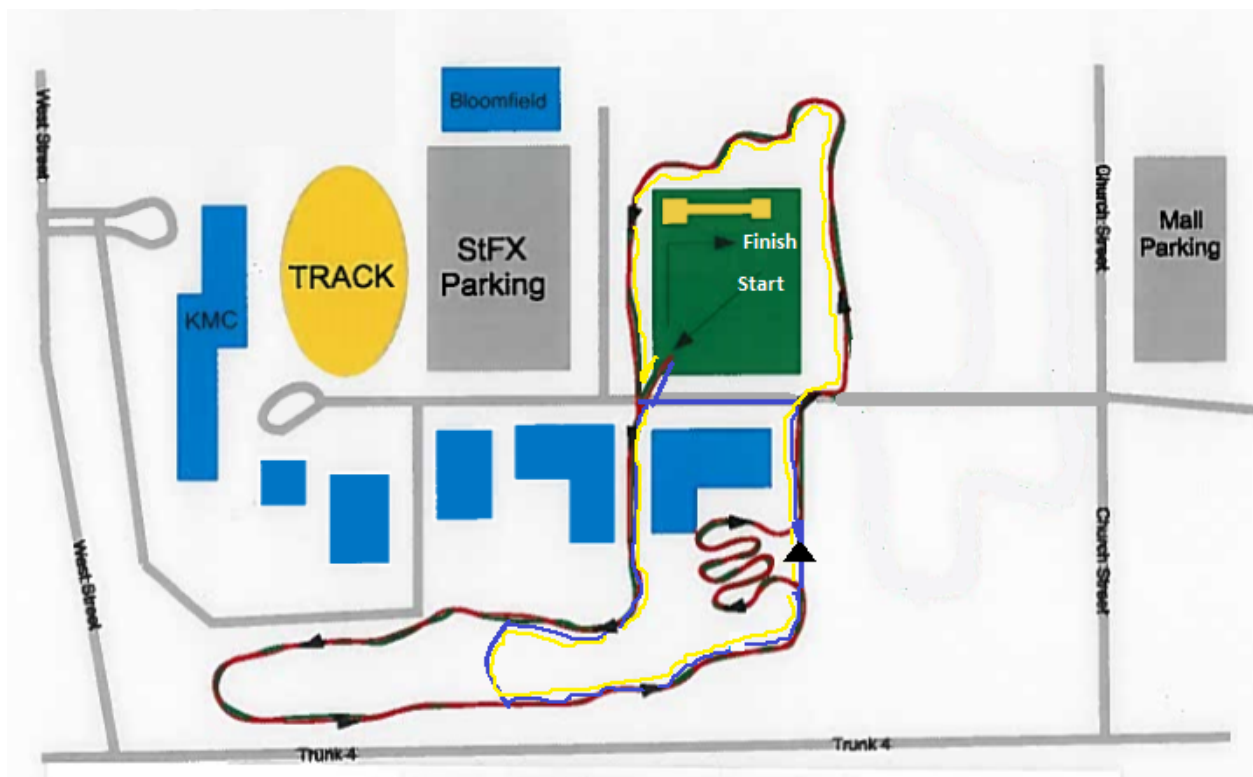 Bloomfield
West Street
Church Street
Mall
Parking
StFX
Parking
TRACK
Finish
Start
KMC
West Street
Church Street
Trunk 4
Trunk 4